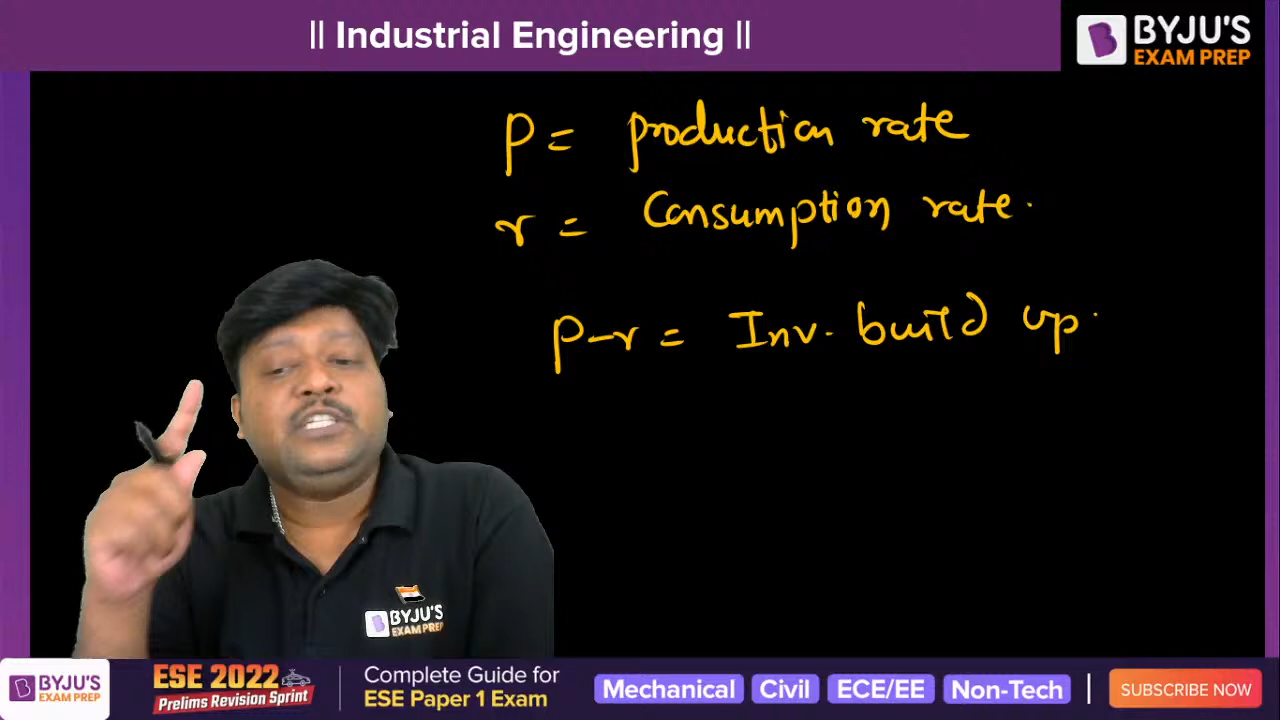 || Industrial Engineering ||
BYJU'S
EXAM PREP
P = production rate
r = Consumption rate.
P-r = Inv. build up.
BYJU'S
EXAM PREP
BYJU'S
EXAM PREP
ESE 2022
Prelims Revision Sprint
Complete Guide for
ESE Paper 1 Exam
Mechanical
Civil
ECE/EE
Non-Tech
SUBSCRIBE NOW